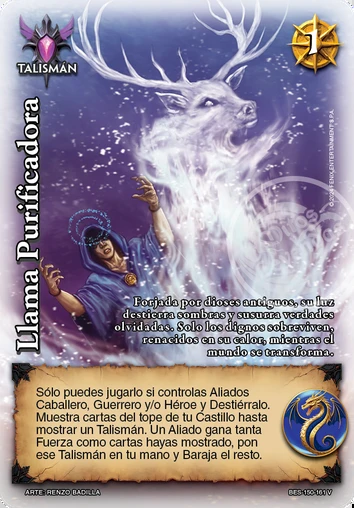 TALISMÁN
1
Llama Purificadora
Forjada por dioses antiguos, su luz
destierra sombras y susurra verdades
olvidadas. Solo los dignos sobreviven,
renacidos en su calor, mientras el
mundo se transforma.
Sólo puedes jugarlo si controlas Aliados
Caballero, Guerrero y/o Héroe y Destiérralo.
Muestra cartas del tope de tu Castillo hasta
mostrar un Talismán. Un Aliado gana tanta
Fuerza como cartas hayas mostrado, pon
ese Talismán en tu mano y Baraja el resto.
ARTE: RENZO BADILLA
BES-150-161 V